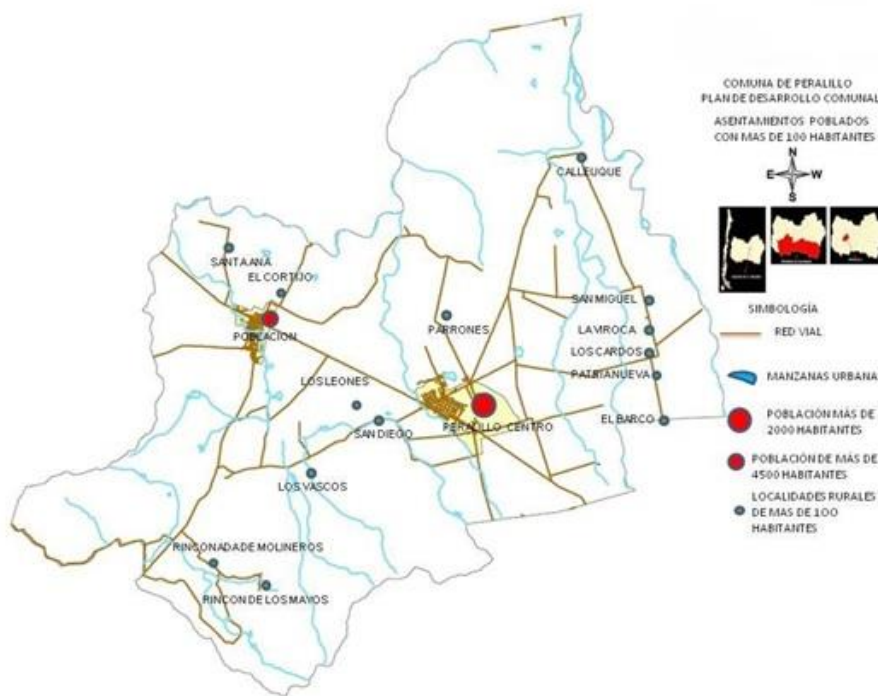 COMUNA DE PERALILLO
PLAN DE DESARROLLO COMUNAL
ASENTAMIENTOS POBLADOS
CON MAS DE 100 HABITANTES
N
E
W
S
SIMBOLOGÍA
RED VIAL
MANZANAS URBANA
POBLACIÓN MÁS DE
2000 HABITANTES
POBLACIÓN DE MÁS DE
4500 HABITANTES
LOCALIDADES RURALES
DE MAS DE 100
HABITANTES
CALLEUQUE
SANTA ANA
EL CORTIJO
POBLACION
PARRONES
SAN MIGUEL
LA VIROCA
LOS CARDOS
PATRIA NUEVA
EL BARCO
LOS LEONES
SAN DIEGO
PERALILLO CENTRO
LOS VASCOS
RINCONADA DE MOLINEROS
RINCON DE LOS MAYOS